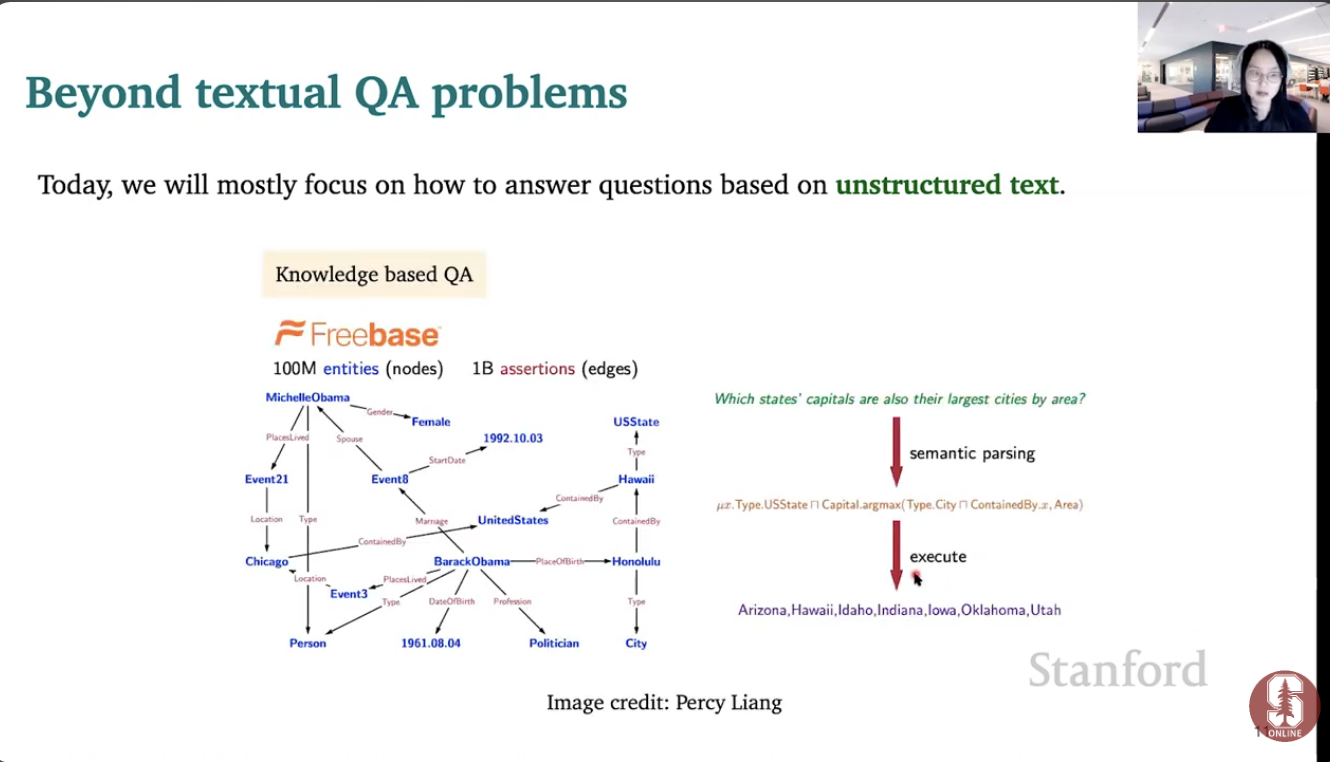 Beyond textual QA problems
Today, we will mostly focus on how to answer questions based on unstructured text.
Knowledge based QA
Freebase
100M entities (nodes) 1B assertions (edges)
MichelleObama
Gender
Female
USState
PlacesLived
Spouse
1992.10.03
StartDate
Type
Event21
Event8
Hawaii
ContainedBy
Location
Type
Marriage
UnitedStates
ContainedBy
ContainedBy
Chicago
BarackObama
PlaceOfBirth
Honolulu
Location
PlacesLived
Event3
Type
DateOfBirth
Profession
Type
Person
1961.08.04
Politician
City
Which states' capitals are also their largest cities by area?
semantic parsing
μx.Type.USState ⊓ Capital.argmax(Type.City ⊓ ContainedBy.x, Area)
execute
Arizona,Hawaii,Idaho,Indiana,Iowa,Oklahoma,Utah
Stanford
Image credit: Percy Liang
S
ONLINE